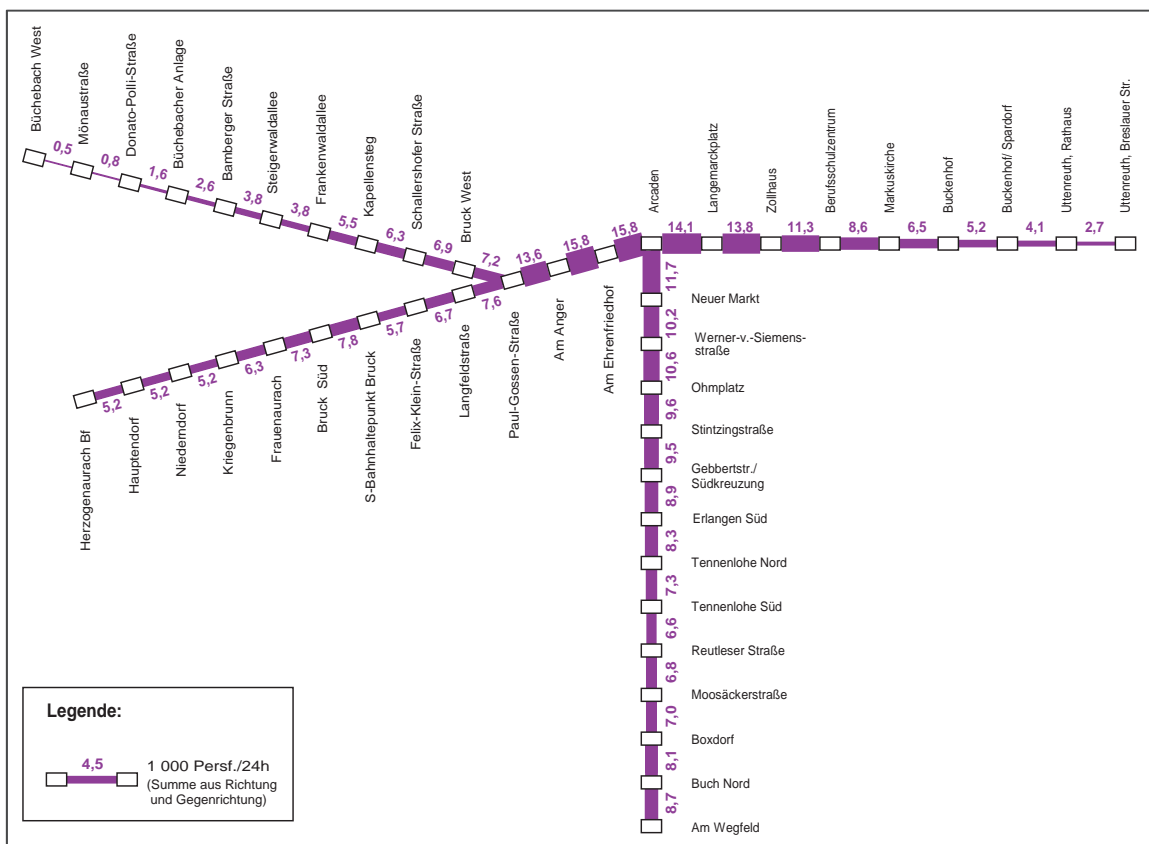 Büchebach West
0,5
Mönaustraße
0,8
Donato-Polli-Straße
1,6
Büchebacher Anlage
2,6
Bamberger Straße
3,8
Steigerwaldallee
3,8
Frankenwaldallee
5,5
Kapellensteg
6,3
Schallershofer Straße
6,9
Bruck West
7,2
Herzogenaurach Bf
5,2
Hauptendorf
5,2
Niederndorf
5,2
Kriegenbrunn
6,3
Frauenaurach
7,3
Bruck Süd
7,8
S-Bahnhaltepunkt Bruck
5,7
Felix-Klein-Straße
6,7
Langfeldstraße
7,6
Paul-Gossen-Straße
13,6
Am Anger
15,8
Am Ehrenfriedhof
15,8
Arcaden
14,1
Langemarckplatz
13,8
Zollhaus
11,3
Berufsschulzentrum
8,6
Markuskirche
6,5
Buckenhof
5,2
Buckenhof/ Spardorf
4,1
Uttenreuth, Rathaus
2,7
Uttenreuth, Breslauer Str.
11,7
Neuer Markt
10,2
Werner-v.-Siemens-
straße
10,6
Ohmplatz
9,6
Stintzingstraße
9,5
Gebbertstr./
Südkreuzung
8,9
Erlangen Süd
8,3
Tennenlohe Nord
7,3
Tennenlohe Süd
6,6
Reutleser Straße
6,8
Moosäckerstraße
7,0
Boxdorf
8,1
Buch Nord
8,7
Am Wegfeld
Legende:
4,5
1 000 Persf./24h
(Summe aus Richtung
und Gegenrichtung)